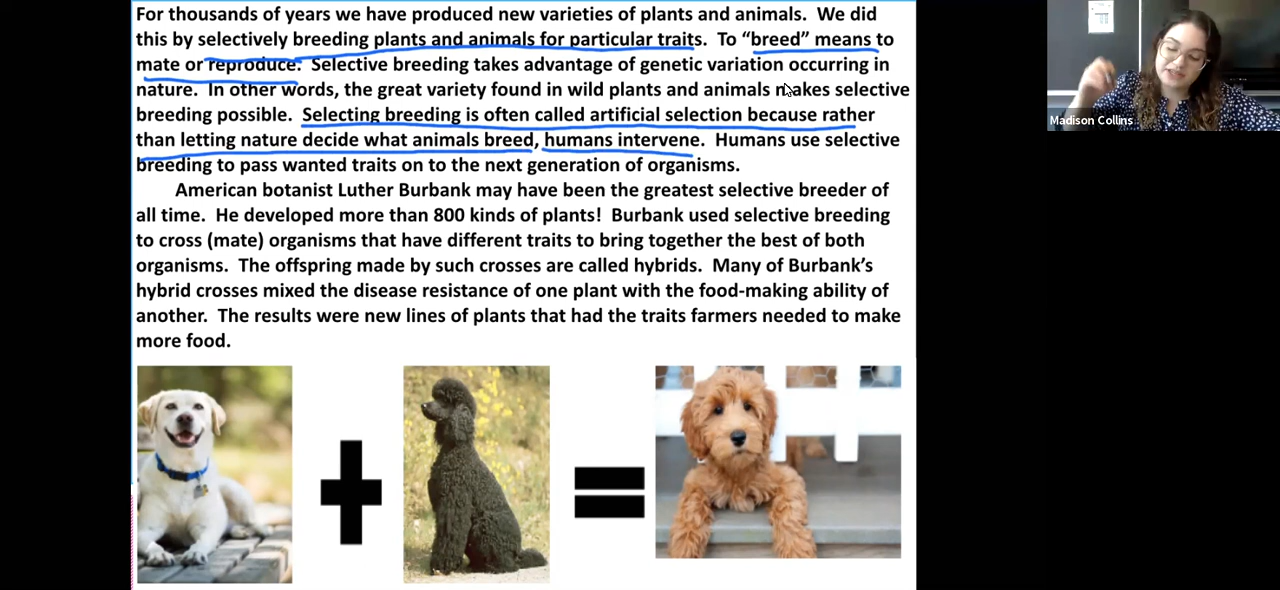 For thousands of years we have produced new varieties of plants and animals.  We did
this by selectively breeding plants and animals for particular traits.  To “breed” means to
mate or reproduce.  Selective breeding takes advantage of genetic variation occurring in
nature.  In other words, the great variety found in wild plants and animals makes selective
breeding possible.  Selecting breeding is often called artificial selection because rather
than letting nature decide what animals breed, humans intervene.  Humans use selective
breeding to pass wanted traits on to the next generation of organisms.
American botanist Luther Burbank may have been the greatest selective breeder of
all time.  He developed more than 800 kinds of plants!  Burbank used selective breeding
to cross (mate) organisms that have different traits to bring together the best of both
organisms.  The offspring made by such crosses are called hybrids.  Many of Burbank’s
hybrid crosses mixed the disease resistance of one plant with the food-making ability of
another.  The results were new lines of plants that had the traits farmers needed to make
more food.
Madison Collins